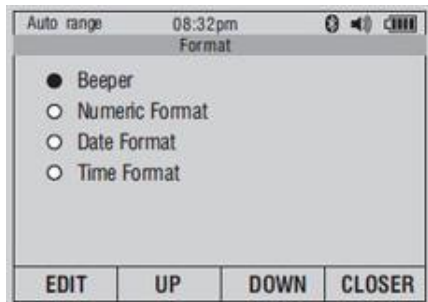 Auto range 08:32pm
Format
Beeper
Numeric Format
Date Format
Time Format
EDIT UP DOWN CLOSER